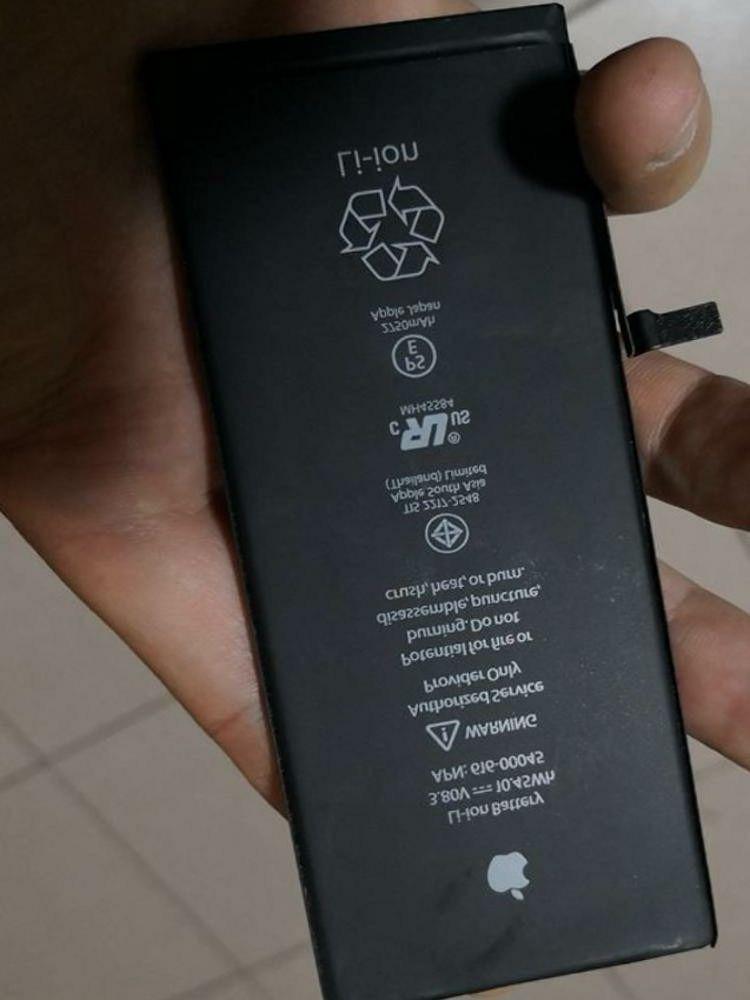 Li-ion Battery
3.80V ⎓ 10.45Wh
APN: 616-00045
WARNING
Authorized Service
Provider Only
Potential for fire or
burning. Do not
disassemble, puncture,
crush, heat, or burn.
TIS 2217-2548
Apple South Asia
(Thailand) Limited
C RU ® US
MH45584
PS
E
2750mAh
Apple Japan
Li-ion